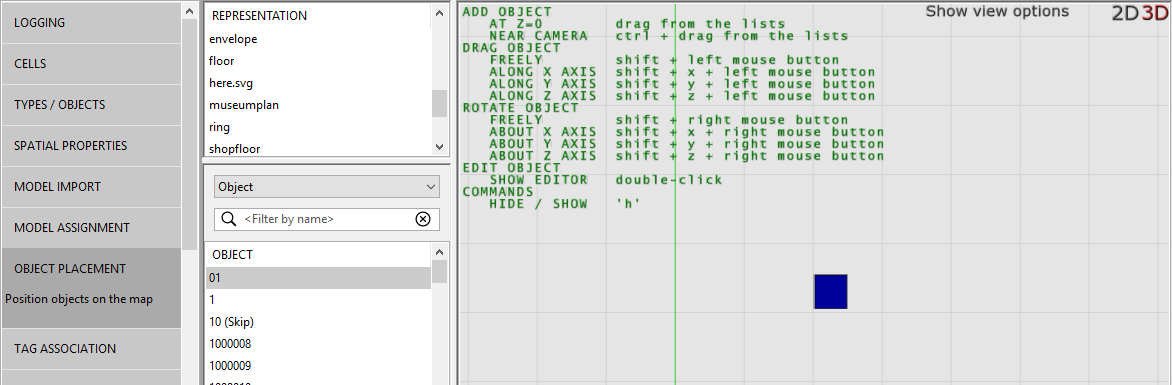 LOGGING
CELLS
TYPES / OBJECTS
SPATIAL PROPERTIES
MODEL IMPORT
MODEL ASSIGNMENT
OBJECT PLACEMENT
Position objects on the map
TAG ASSOCIATION
REPRESENTATION
envelope
floor
here.svg
museumplan
ring
shopfloor
Object
<Filter by name>
OBJECT
01
1
10 (Skip)
1000008
1000009
Show view options 2D 3D
ADD OBJECT
AT Z=0 drag from the lists
NEAR CAMERA ctrl + drag from the lists
DRAG OBJECT
FREELY shift + left mouse button
ALONG X AXIS shift + x + left mouse button
ALONG Y AXIS shift + y + left mouse button
ALONG Z AXIS shift + z + left mouse button
ROTATE OBJECT
FREELY shift + right mouse button
ABOUT X AXIS shift + x + right mouse button
ABOUT Y AXIS shift + y + right mouse button
ABOUT Z AXIS shift + z + right mouse button
EDIT OBJECT
SHOW EDITOR double-click
COMMANDS
HIDE / SHOW 'h'